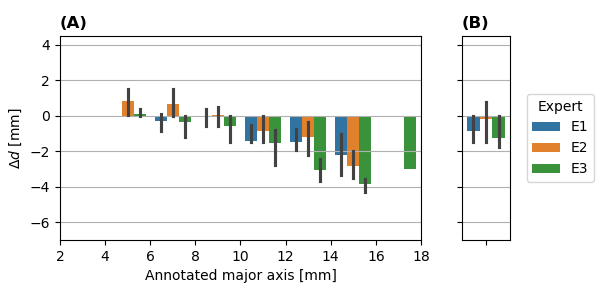 (A)
(B)
4
2
0
−2
−4
−6
Δd [mm]
2 4 6 8 10 12 14 16 18
Annotated major axis [mm]
Expert
E1
E2
E3